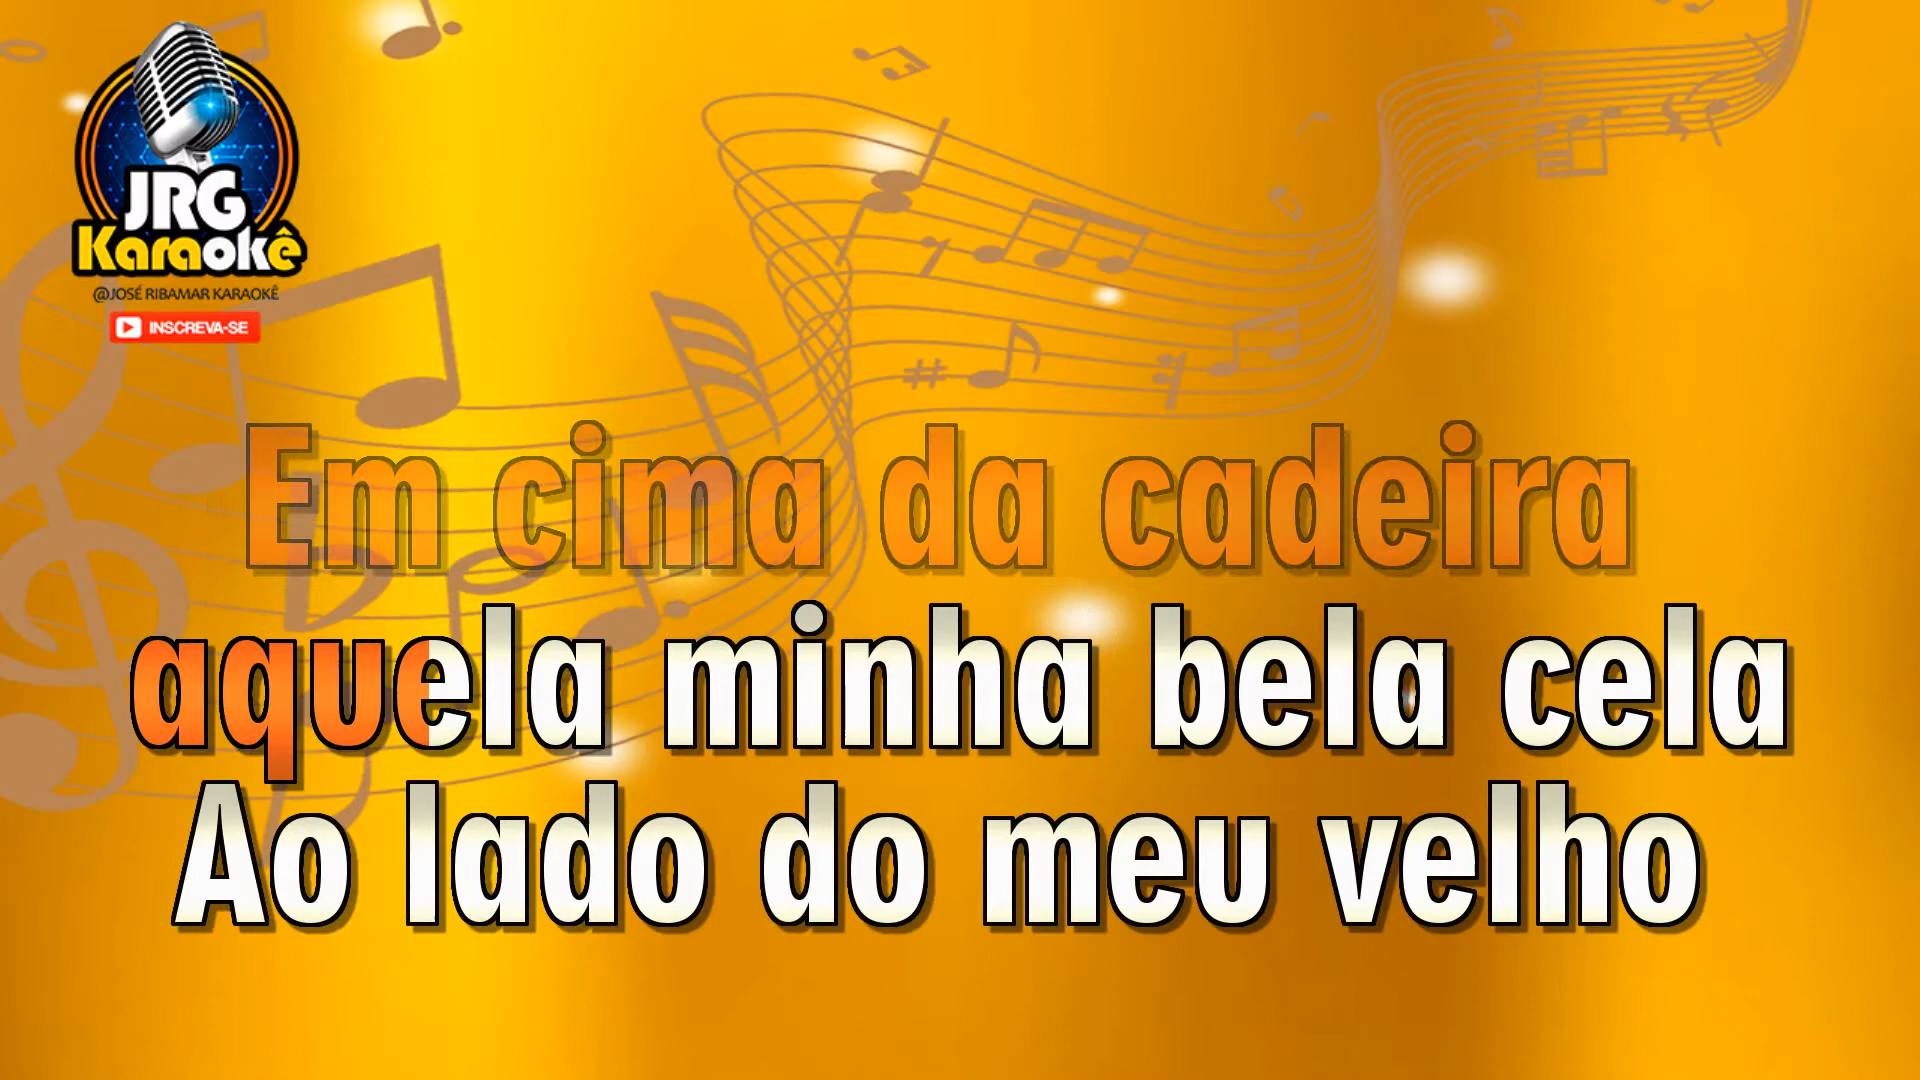 JRG
Karaokê
@JOSÉ RIBAMAR KARAOKÊ
INSCREVA-SE
Em cima da cadeira
aquela minha bela cela
Ao lado do meu velho